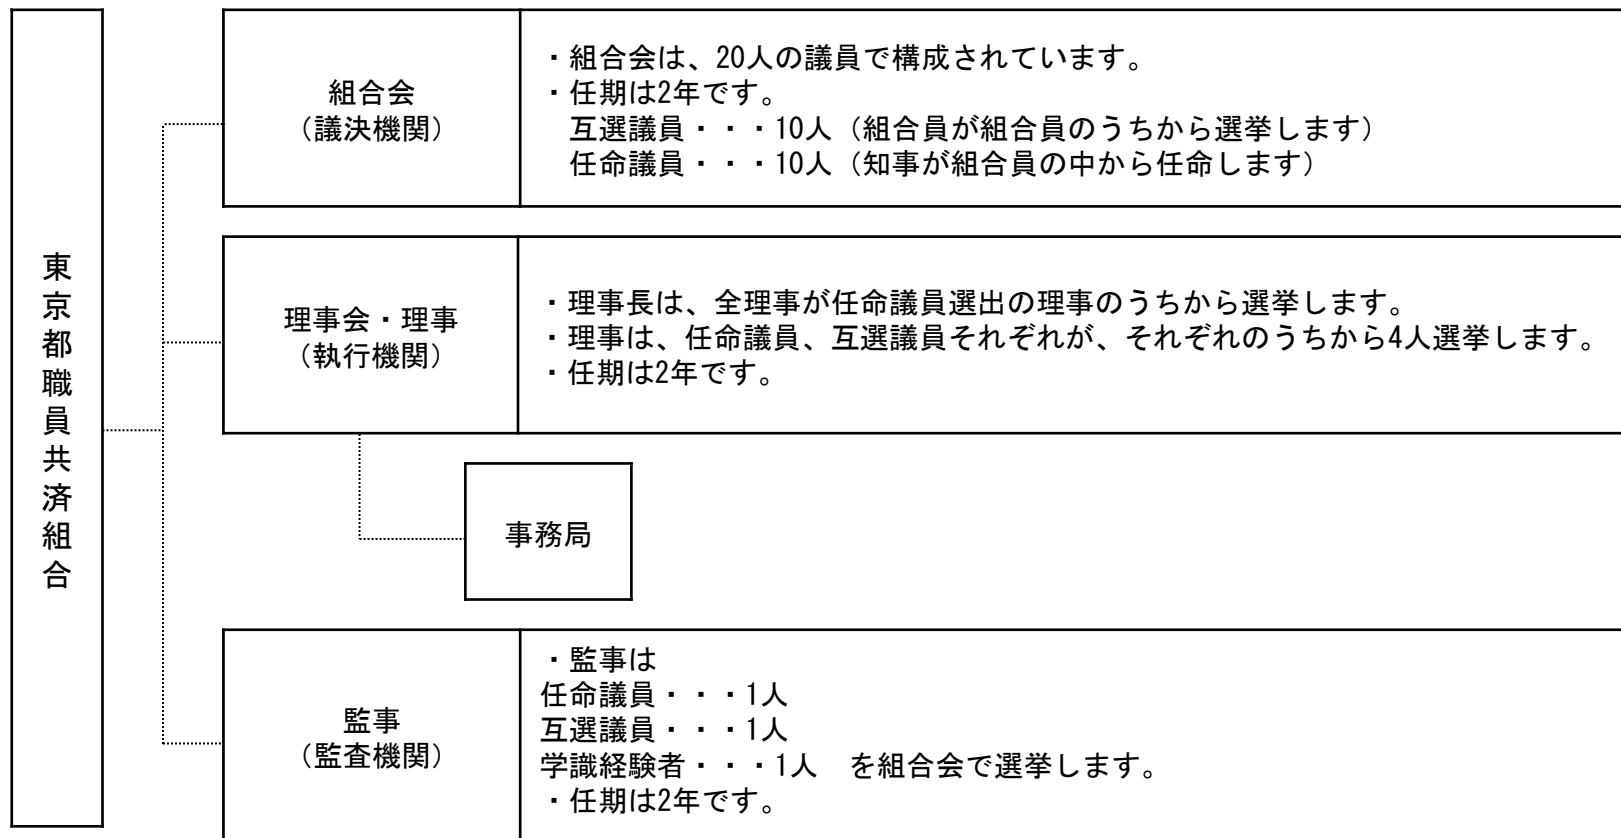 東京都職員共済組合
組合会
（議決機関）
・組合会は、20人の議員で構成されています。
・任期は2年です。
互選議員・・・10人（組合員が組合員のうちから選挙します）
任命議員・・・10人（知事が組合員の中から任命します）
理事会・理事
（執行機関）
・理事長は、全理事が任命議員選出の理事のうちから選挙します。
・理事は、任命議員、互選議員それぞれが、それぞれのうちから4人選挙します。
・任期は2年です。
事務局
監事
（監査機関）
・監事は
任命議員・・・1人
互選議員・・・1人
学識経験者・・・1人　を組合会で選挙します。
・任期は2年です。